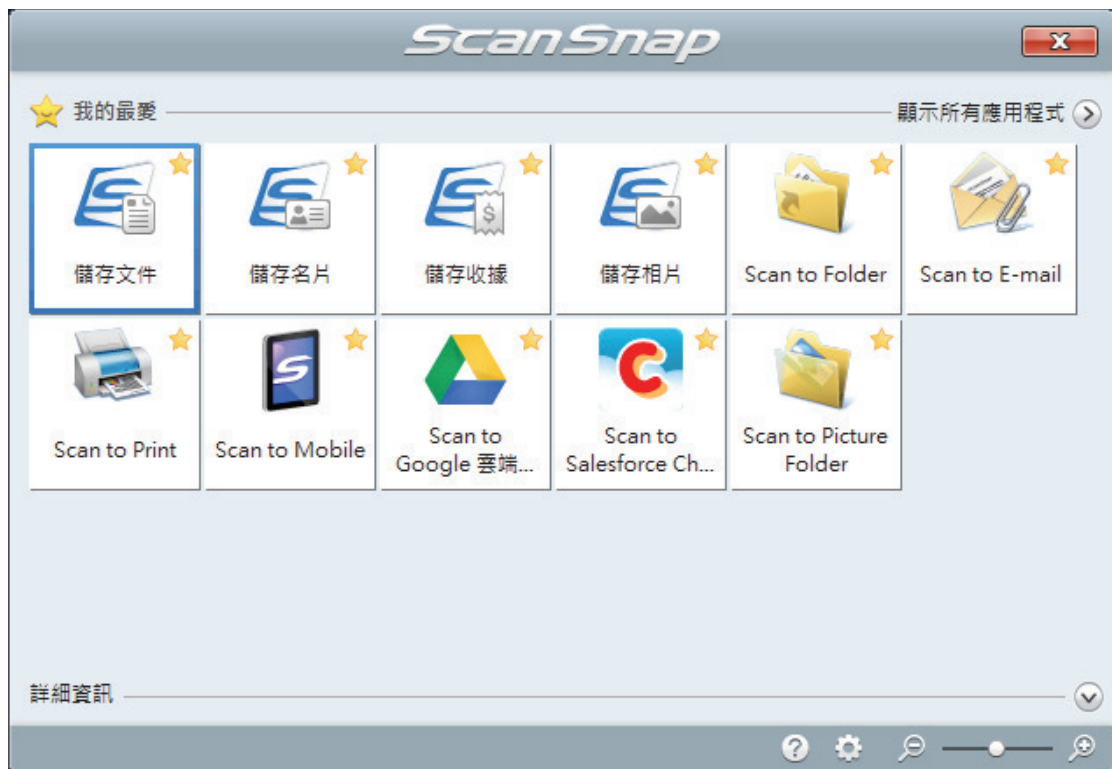 ScanSnap
我的最愛
顯示所有應用程式
儲存文件
儲存名片
儲存收據
儲存相片
Scan to Folder
Scan to E-mail
Scan to Print
Scan to Mobile
Scan to
Google 雲端...
Scan to
Salesforce Ch...
Scan to Picture
Folder
詳細資訊